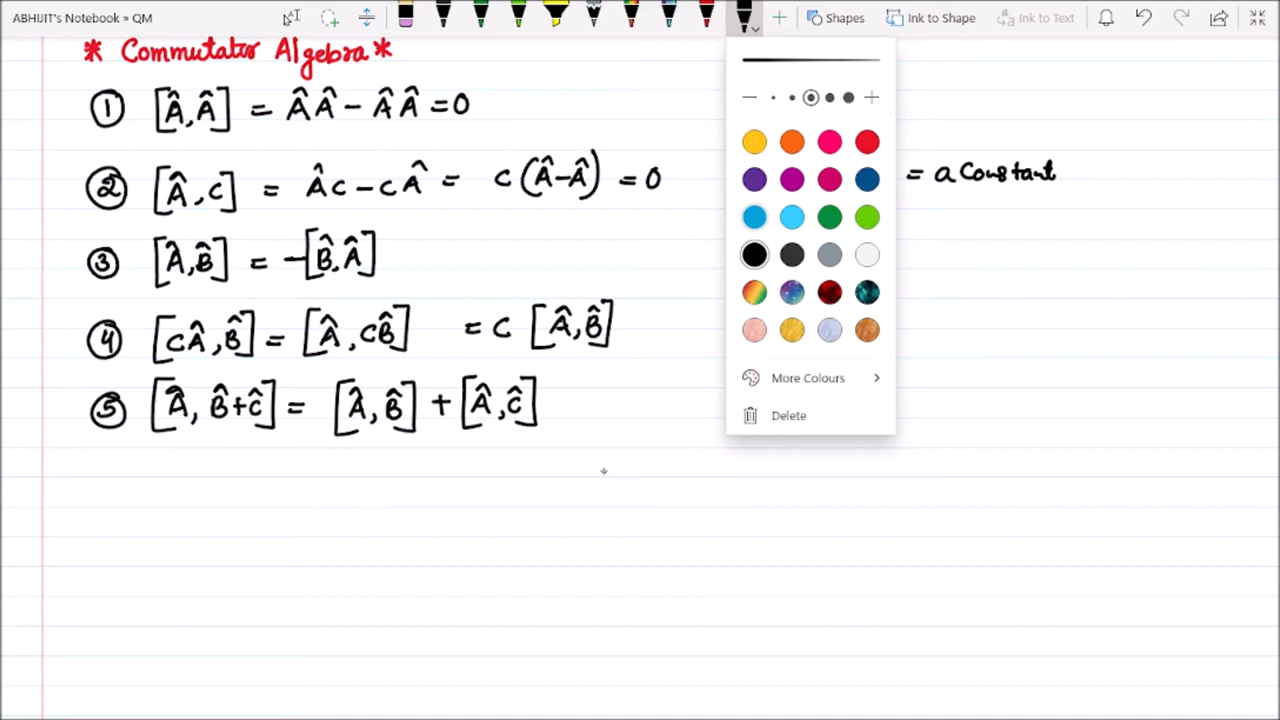 ABHIJIT's Notebook » QM
Shapes
Ink to Shape
Ink to Text
* Commutator Algebra *
① [Â,Â] = ÂÂ - ÂÂ = 0
② [Â,c] = Âc - cÂ = c(Â-Â) = 0
= a Constant
③ [Â,B̂] = -[B̂,Â]
④ [cÂ,B̂] = [Â,cB̂] = c [Â,B̂]
⑤ [Â, B̂+ĉ] = [Â,B̂] + [Â,ĉ]
More Colours
Delete